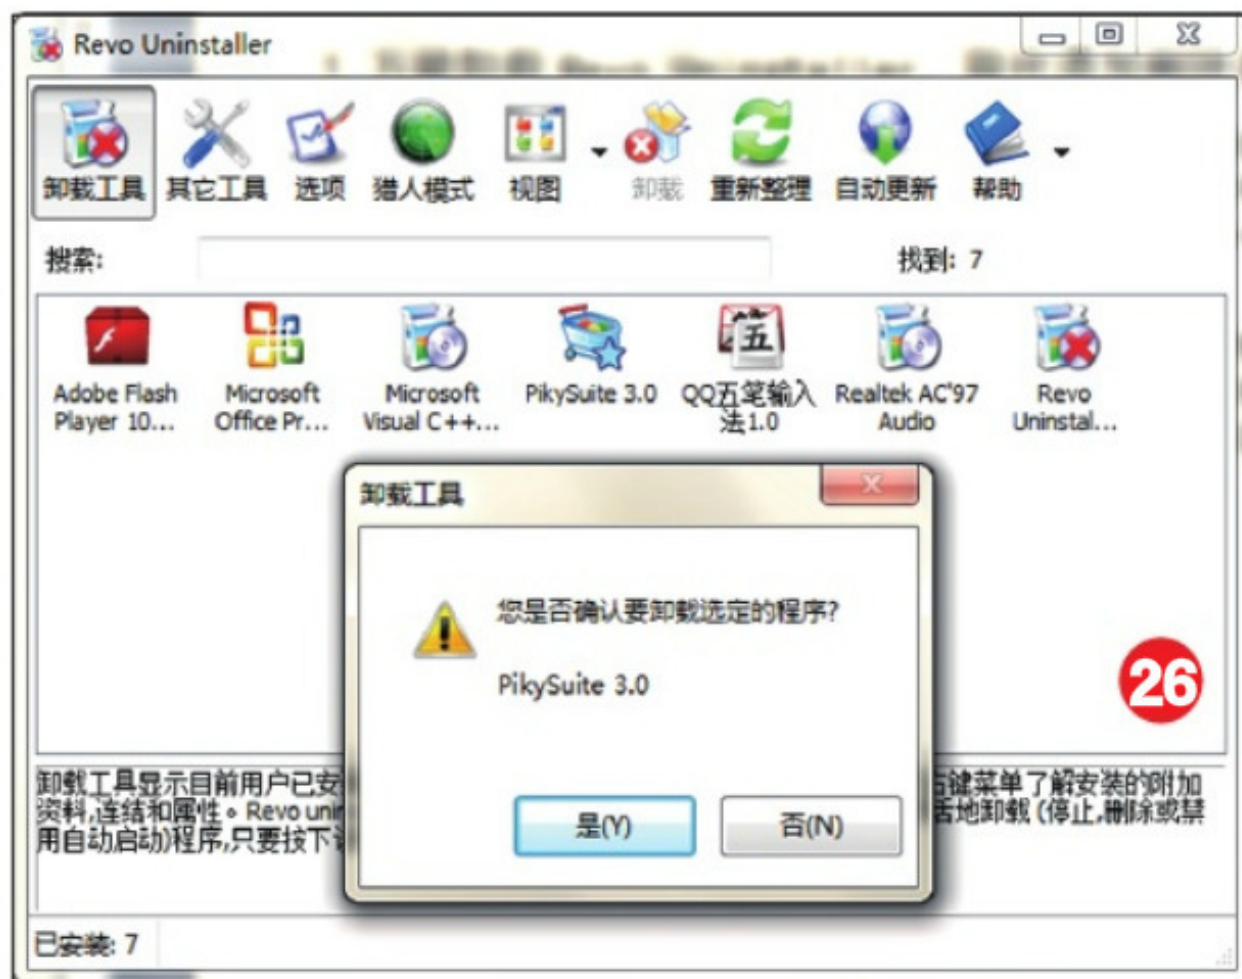 Revo Uninstaller
卸载工具 其它工具 选项 猎人模式 视图 卸载 重新整理 自动更新 帮助
搜索: 找到: 7
Adobe Flash Player 10...
Microsoft Office Pr...
Microsoft Visual C++...
PikySuite 3.0
QQ五笔输入法1.0
Realtek AC'97 Audio
Revo Uninstal...
卸载工具
您是否确认要卸载选定的程序?
PikySuite 3.0
是(Y) 否(N)
26
卸载工具显示目前用户已安 键菜单了解安装的附加
资料,连结和属性。Revo unin 地卸载 (停止,刪除或禁
用自动启动)程序,只要按下
已安装: 7